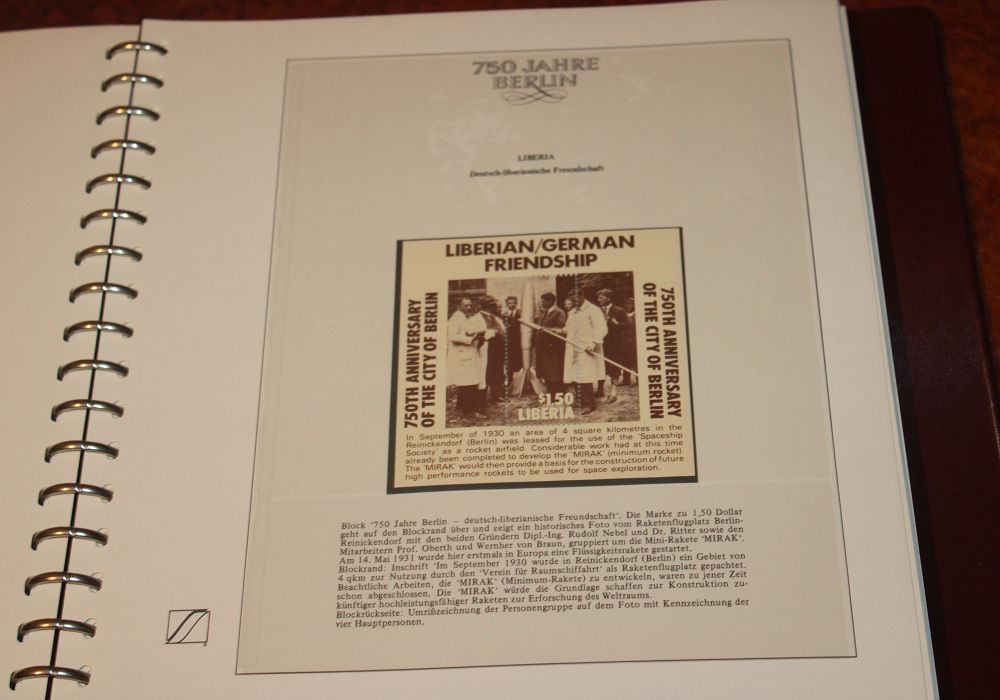 750 JAHRE
BERLIN
LIBERIA
Deutsch-liberianische Freundschaft
LIBERIAN/GERMAN
FRIENDSHIP
750TH ANNIVERSARY
OF THE CITY OF BERLIN
750TH ANNIVERSARY
OF THE CITY OF BERLIN
$1.50
LIBERIA
In September of 1930 an area of 4 square kilometres in the
Reinickendorf (Berlin) was leased for the use of the 'Spaceship
Society' as a rocket airfield. Considerable work had at this time
already been completed to develop the 'MIRAK' (minimum rocket).
The 'MIRAK' would then provide a basis for the construction of future
high performance rockets to be used for space exploration.
Block '750 Jahre Berlin – deutsch-liberianische Freundschaft'. Die Marke zu 1,50 Dollar
geht auf den Blockrand über und zeigt ein historisches Foto vom Raketenflugplatz Berlin-
Reinickendorf mit den beiden Gründern Dipl.-Ing. Rudolf Nebel und Dr. Ritter sowie den
Mitarbeitern Prof. Oberth und Wernher von Braun, gruppiert um die Mini-Rakete 'MIRAK'.
Am 14. Mai 1931 wurde hier erstmals in Europa eine Flüssigkeitsrakete gestartet.
Blockrand: Inschrift 'Im September 1930 wurde in Reinickendorf (Berlin) ein Gebiet von
4 qkm zur Nutzung durch den 'Verein für Raumschiffahrt' als Raketenflugplatz gepachtet.
Beachtliche Arbeiten, die 'MIRAK' (Minimum-Rakete) zu entwickeln, waren zu jener Zeit
schon abgeschlossen. Die 'MIRAK' würde die Grundlage schaffen zur Konstruktion zu-
künftiger hochleistungsfähiger Raketen zur Erforschung des Weltraums.
Blockrückseite: Umrißzeichnung der Personengruppe auf dem Foto mit Kennzeichnung der
vier Hauptpersonen.